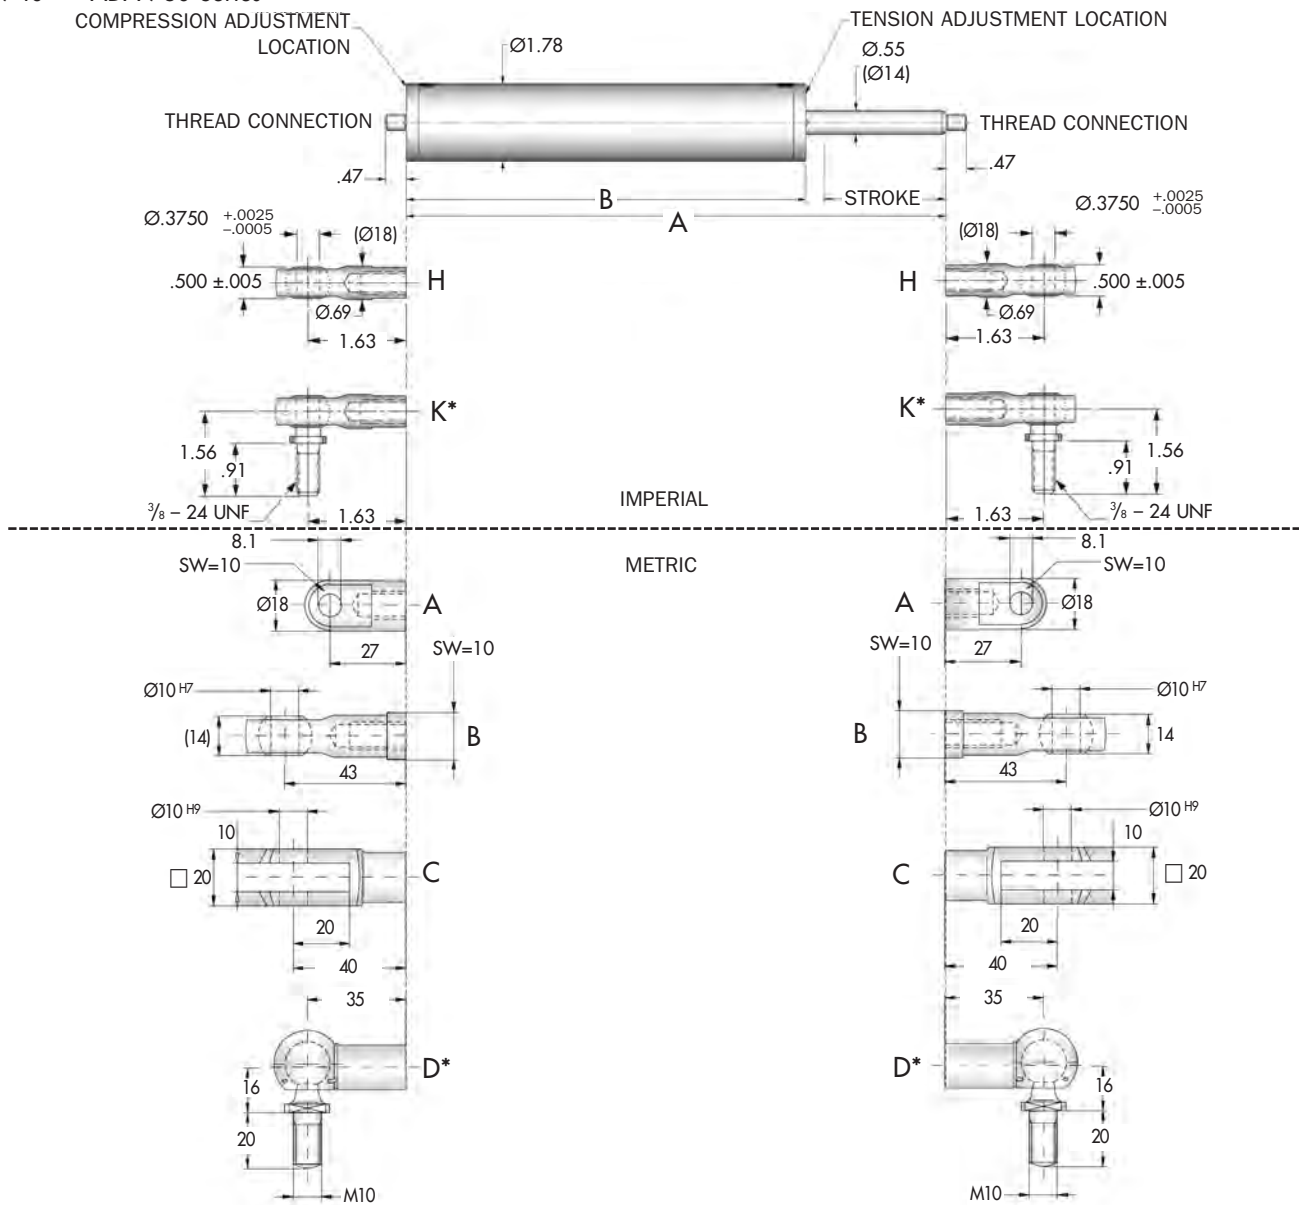 COMPRESSION ADJUSTMENT
LOCATION
TENSION ADJUSTMENT LOCATION
Ø1.78
Ø.55
(Ø14)
THREAD CONNECTION
THREAD CONNECTION
.47
.47
B
STROKE
A
Ø.3750 +.0025
–.0005
Ø.3750 +.0025
–.0005
(Ø18)
(Ø18)
.500 ±.005
H
H
.500 ±.005
Ø.69
Ø.69
1.63
1.63
K*
K*
1.56
.91
1.56
.91
3/8 – 24 UNF
1.63
IMPERIAL
1.63
3/8 – 24 UNF
8.1
METRIC
8.1
SW=10
SW=10
Ø18
A
A
Ø18
27
SW=10
SW=10
27
Ø10 H7
Ø10 H7
(14)
B
B
14
43
43
Ø10 H9
Ø10 H9
10
10
□ 20
C
C
□ 20
20
20
40
40
35
35
D*
D*
16
16
20
20
M10
M10